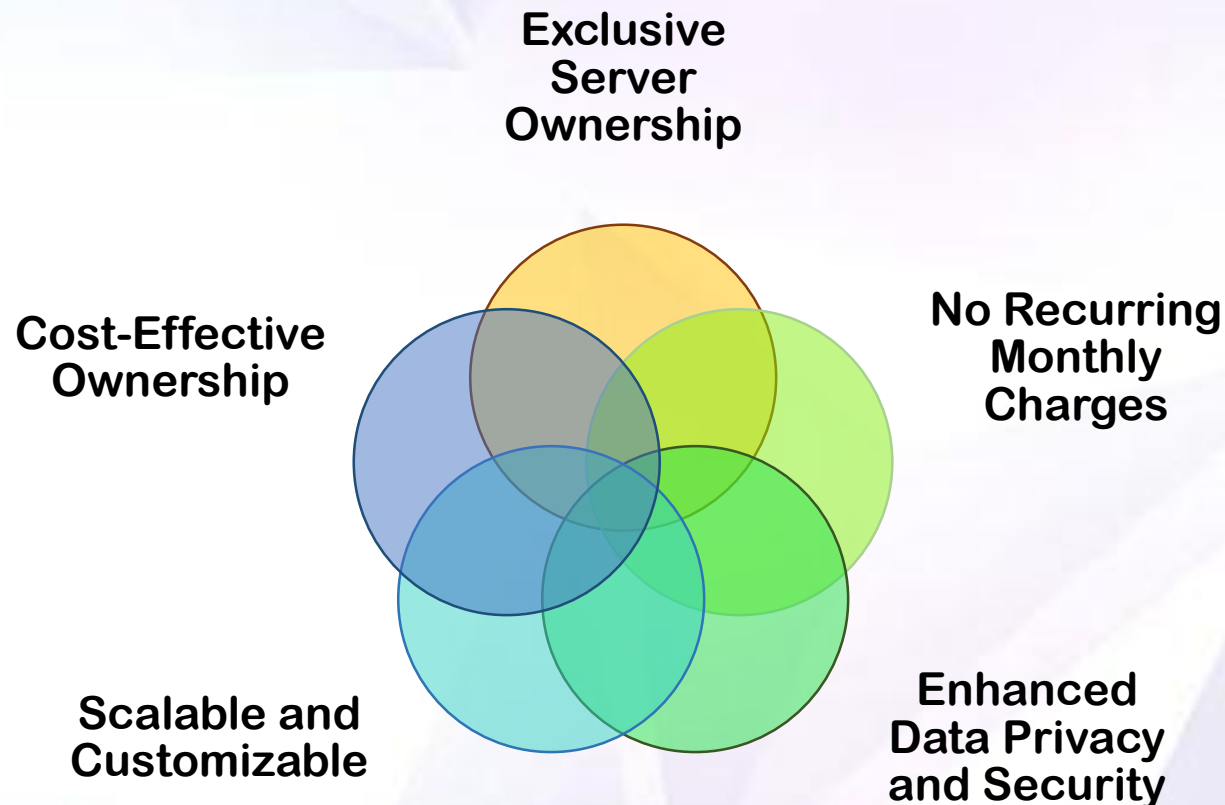 Exclusive
Server
Ownership
No Recurring
Monthly
Charges
Cost-Effective
Ownership
Enhanced
Data Privacy
and Security
Scalable and
Customizable